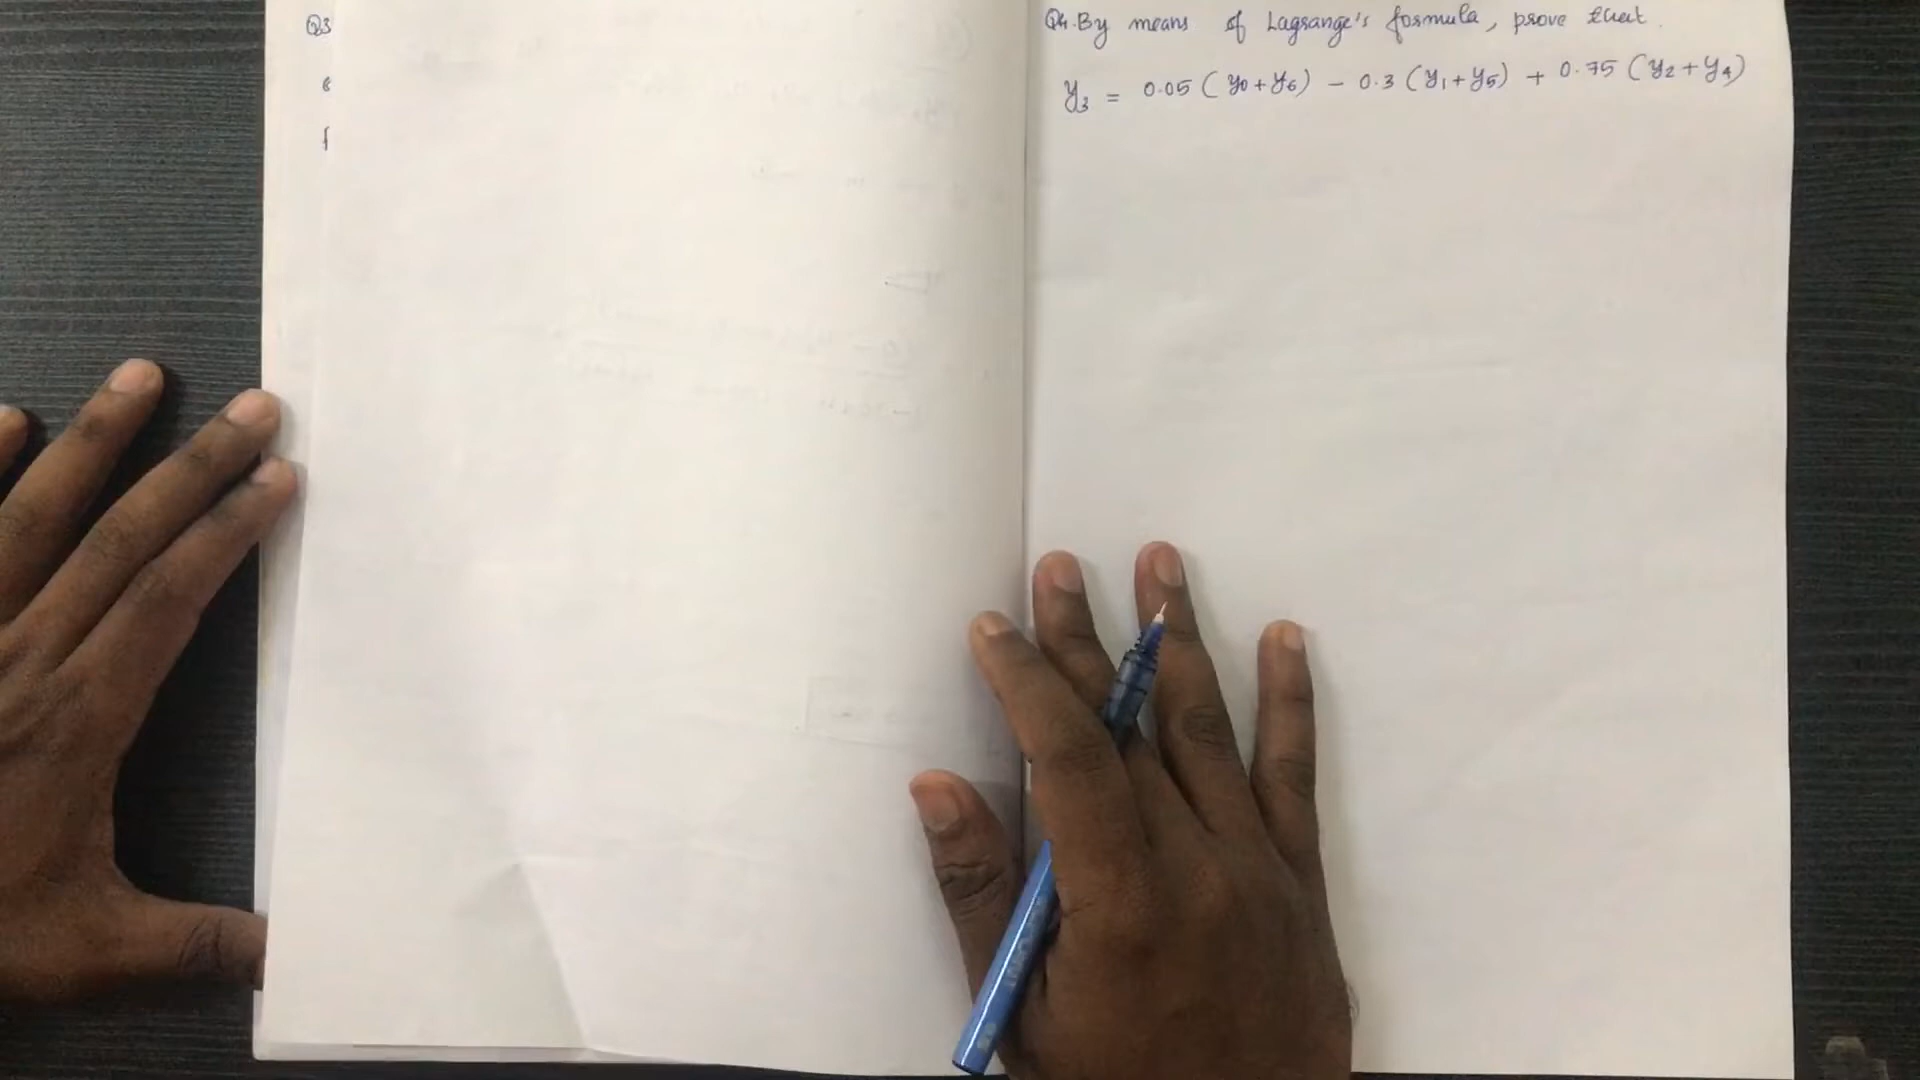 Q3
Q4. By means of Lagrange's formula, prove that.
y₃ = 0.05 (y₀ + y₆) - 0.3 (y₁ + y₅) + 0.75 (y₂ + y₄)